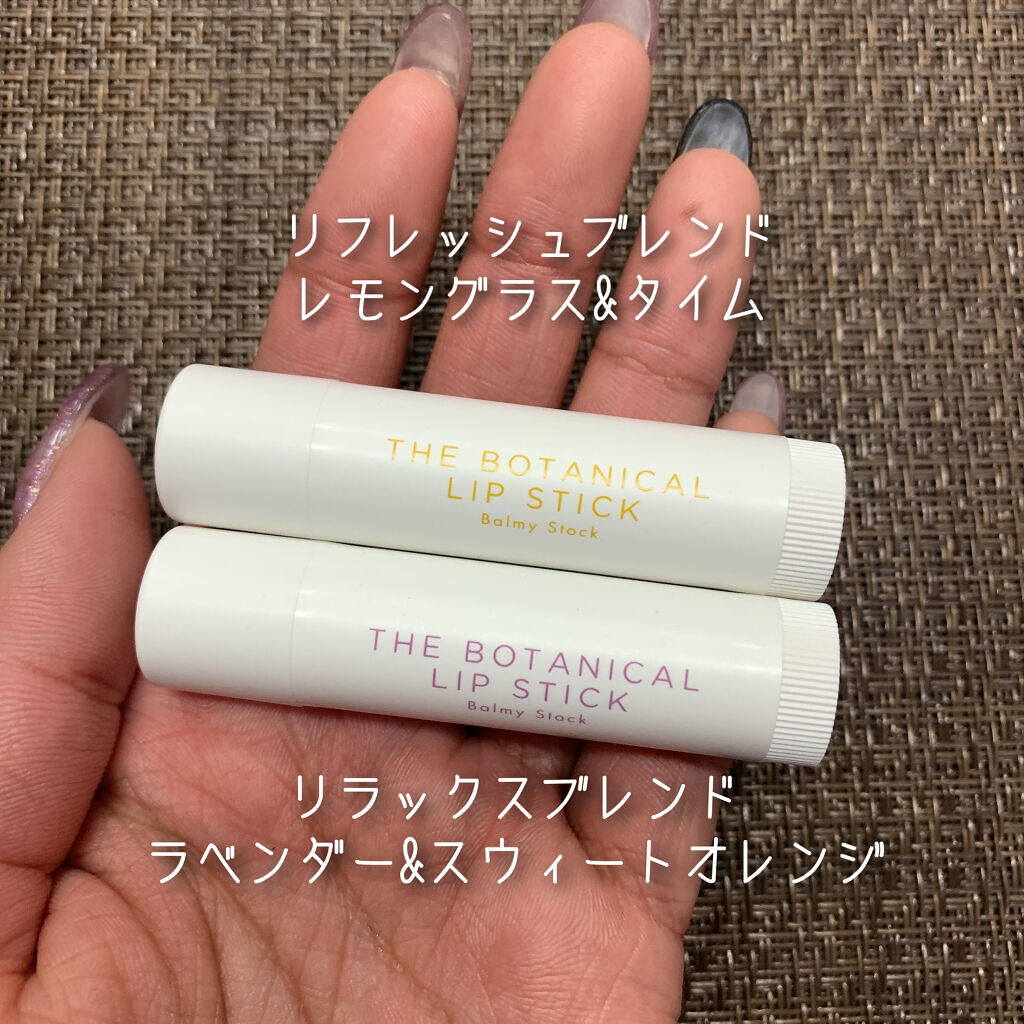 リフレッシュブレンド
レモングラス&タイム
THE BOTANICAL
LIP STICK
Balmy Stock
THE BOTANICAL
LIP STICK
Balmy Stock
リラックスブレンド
ラベンダー&スウィートオレンジ